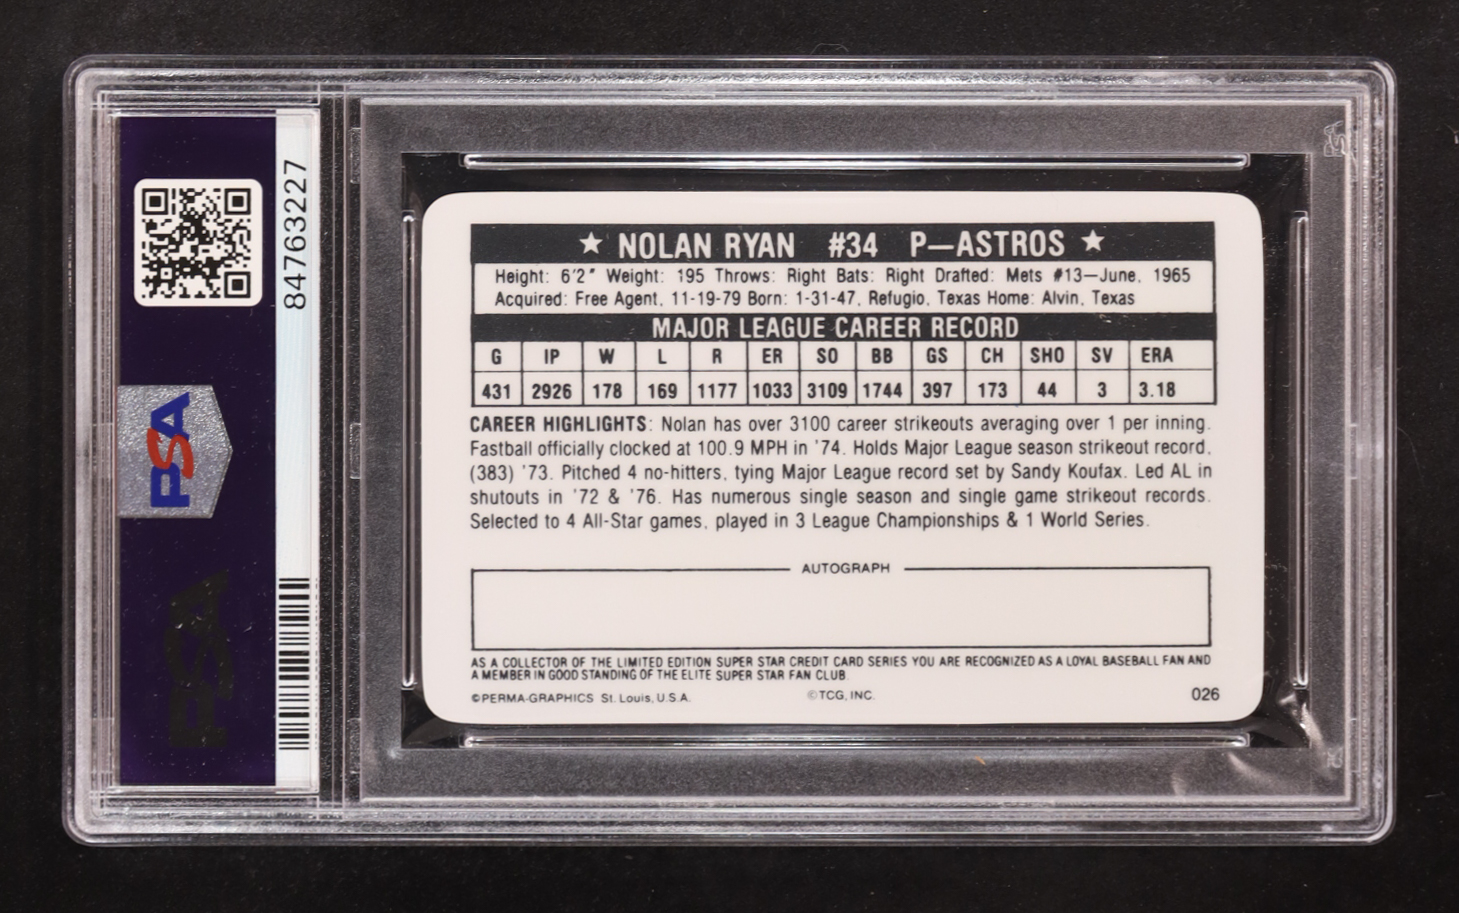 84763227
PSA
PSA
★ NOLAN RYAN #34 P—ASTROS ★
Height: 6'2" Weight: 195 Throws: Right Bats: Right Drafted: Mets #13—June, 1965
Acquired: Free Agent, 11-19-79 Born: 1-31-47, Refugio, Texas Home: Alvin, Texas
MAJOR LEAGUE CAREER RECORD
G IP W L R ER SO BB GS CH SHO SV ERA
431 2926 178 169 1177 1033 3109 1744 397 173 44 3 3.18
CAREER HIGHLIGHTS: Nolan has over 3100 career strikeouts averaging over 1 per inning.
Fastball officially clocked at 100.9 MPH in '74. Holds Major League season strikeout record,
(383) '73. Pitched 4 no-hitters, tying Major League record set by Sandy Koufax. Led AL in
shutouts in '72 & '76. Has numerous single season and single game strikeout records.
Selected to 4 All-Star games, played in 3 League Championships & 1 World Series.
AUTOGRAPH
AS A COLLECTOR OF THE LIMITED EDITION SUPER STAR CREDIT CARD SERIES YOU ARE RECOGNIZED AS A LOYAL BASEBALL FAN AND
A MEMBER IN GOOD STANDING OF THE ELITE SUPER STAR FAN CLUB.
©PERMA-GRAPHICS St. Louis, U.S.A. ©TCG, INC. 026